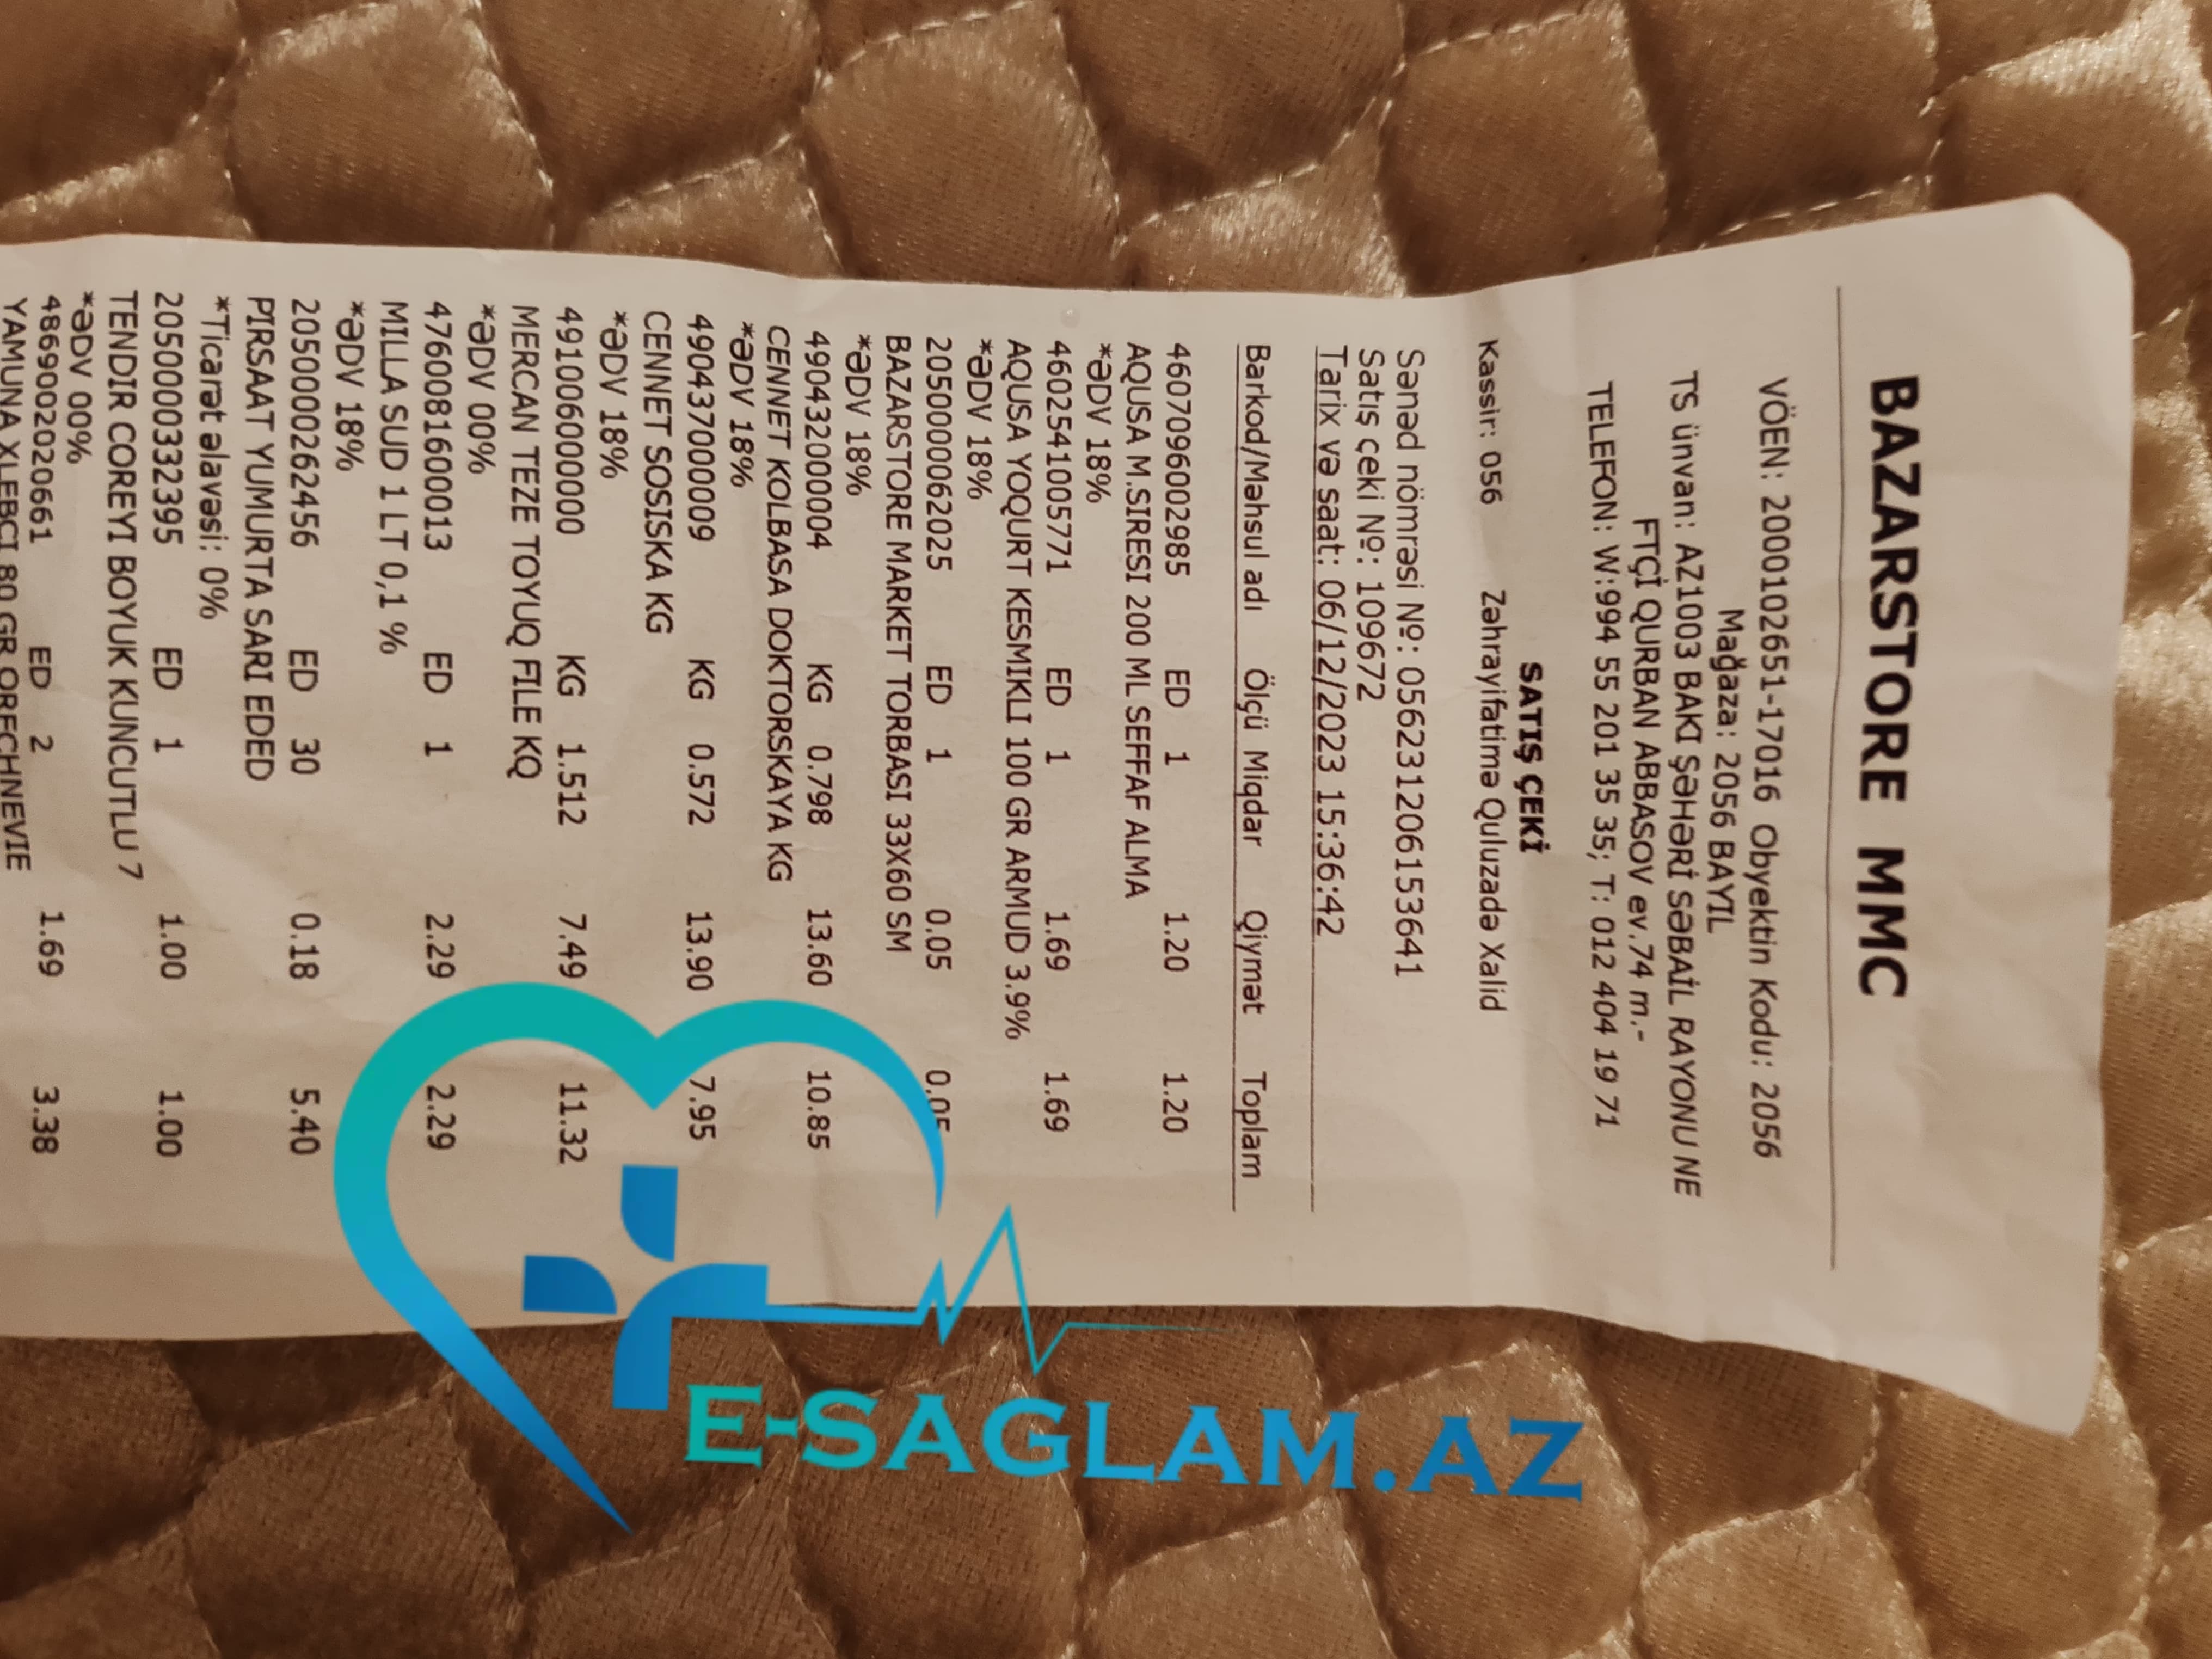 BAZARSTORE MMC
VÖEN: 2000102651-17016 Obyektin Kodu: 2056
Mağaza: 2056 BAYIL
TS ünvan: AZ1003 BAKI ŞƏHƏRİ SƏBAİL RAYONU NE
FTÇİ QURBAN ABBASOV ev.74 m.-
TELEFON: W:994 55 201 35 35; T: 012 404 19 71
SATIŞ ÇEKİ
Kassir: 056 Zəhrayifatimə Quluzadə Xalid
Sənəd nömrəsi №: 056231206153641
Satış çeki №: 109672
Tarix və saat: 06/12/2023 15:36:42
Barkod/Məhsul adı Ölçü Miqdar Qiymət Toplam
4607096002985 ED 1 1.20 1.20
AQUSA M.SIRESI 200 ML SEFFAF ALMA
*ƏDV 18%
4602541005771 ED 1 1.69 1.69
AQUSA YOQURT KESMIKLI 100 GR ARMUD 3.9%
*ƏDV 18%
2050000062025 ED 1 0.05 0.05
BAZARSTORE MARKET TORBASI 33X60 SM
*ƏDV 18%
4904320000004 KG 0.798 13.60 10.85
CENNET KOLBASA DOKTORSKAYA KG
*ƏDV 18%
4904370000009 KG 0.572 13.90 7.95
CENNET SOSISKA KG
*ƏDV 18%
4910060000000 KG 1.512 7.49 11.32
MERCAN TEZE TOYUQ FILE KQ
*ƏDV 00%
4760081600013 ED 1 2.29 2.29
MILLA SUD 1 LT 0,1 %
*ƏDV 18%
2050000262456 ED 30 0.18 5.40
PIRSAAT YUMURTA SARI EDED
*Ticarət əlavəsi: 0%
2050000332395 ED 1 1.00 1.00
TENDIR COREYI BOYUK KUNCUTLU 7
*ƏDV 00%
4869002020661 ED 2 1.69 3.38
YAMUNA XLEBCI 80 GR ORECHNEVIE
E-SAGLAM.AZ